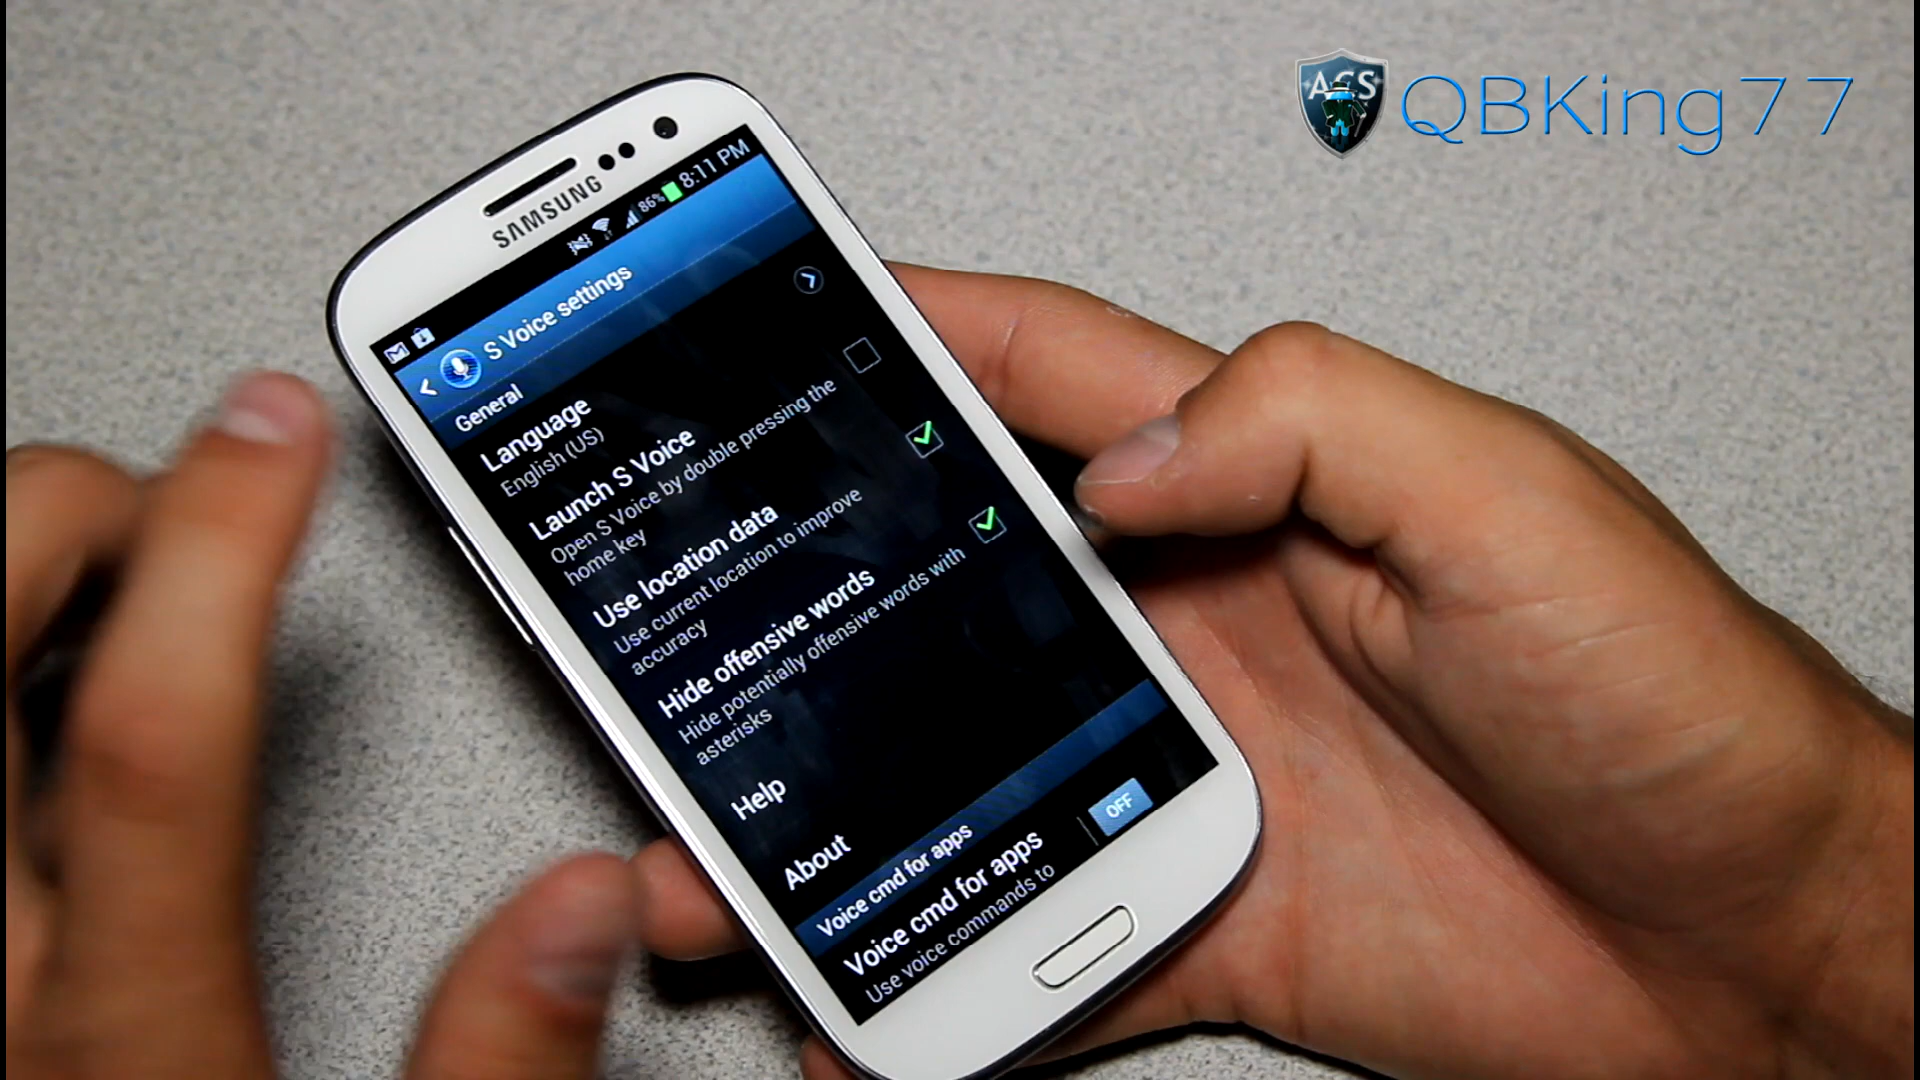 ACS QBKing77
SAMSUNG
86% 8:11 PM
S Voice settings
General
Language
English (US)
Launch S Voice
Open S Voice by double pressing the
home key
Use location data
Use current location to improve
accuracy
Hide offensive words
Hide potentially offensive words with
asterisks
Help
About
Voice cmd for apps
Voice cmd for apps
OFF
Use voice commands to